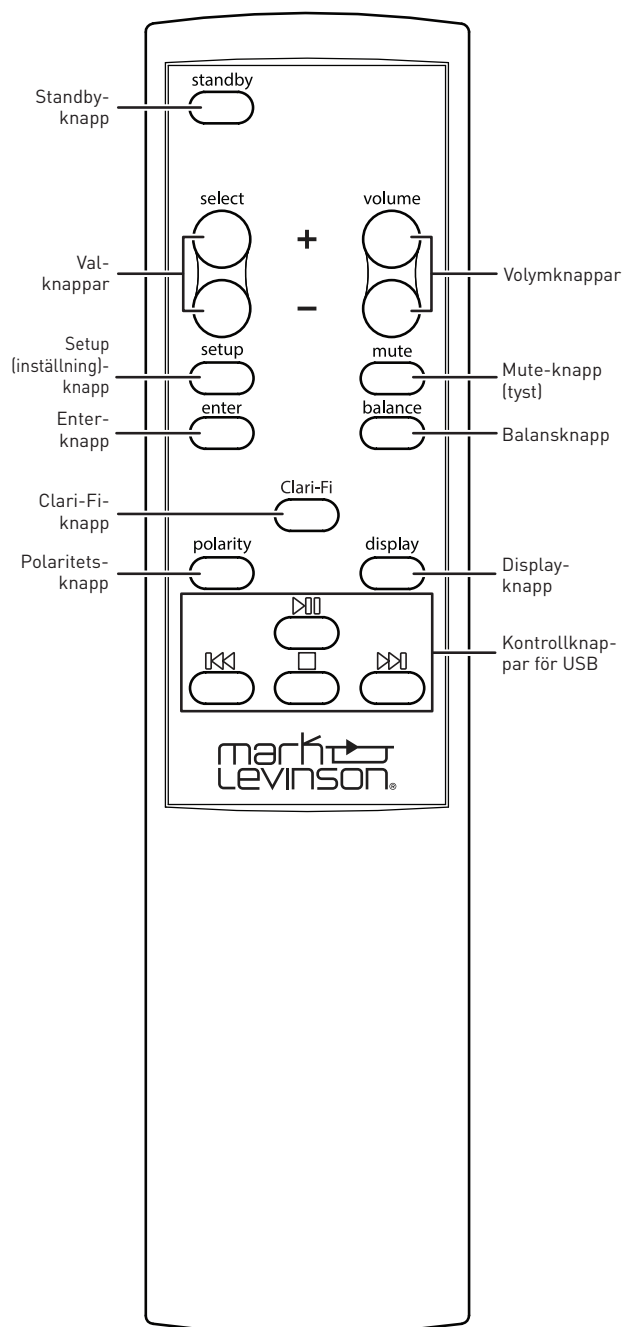 standby
Standby-
knapp
select
volume
+
Val-
knappar
Volymknappar
−
Setup
(inställning)-
knapp
setup
mute
Mute-knapp
(tyst)
Enter-
knapp
enter
balance
Balansknapp
Clari-Fi-
knapp
Clari-Fi
Polaritets-
knapp
polarity
display
Display-
knapp
Kontrollknap-
par för USB
mark
Levinson®